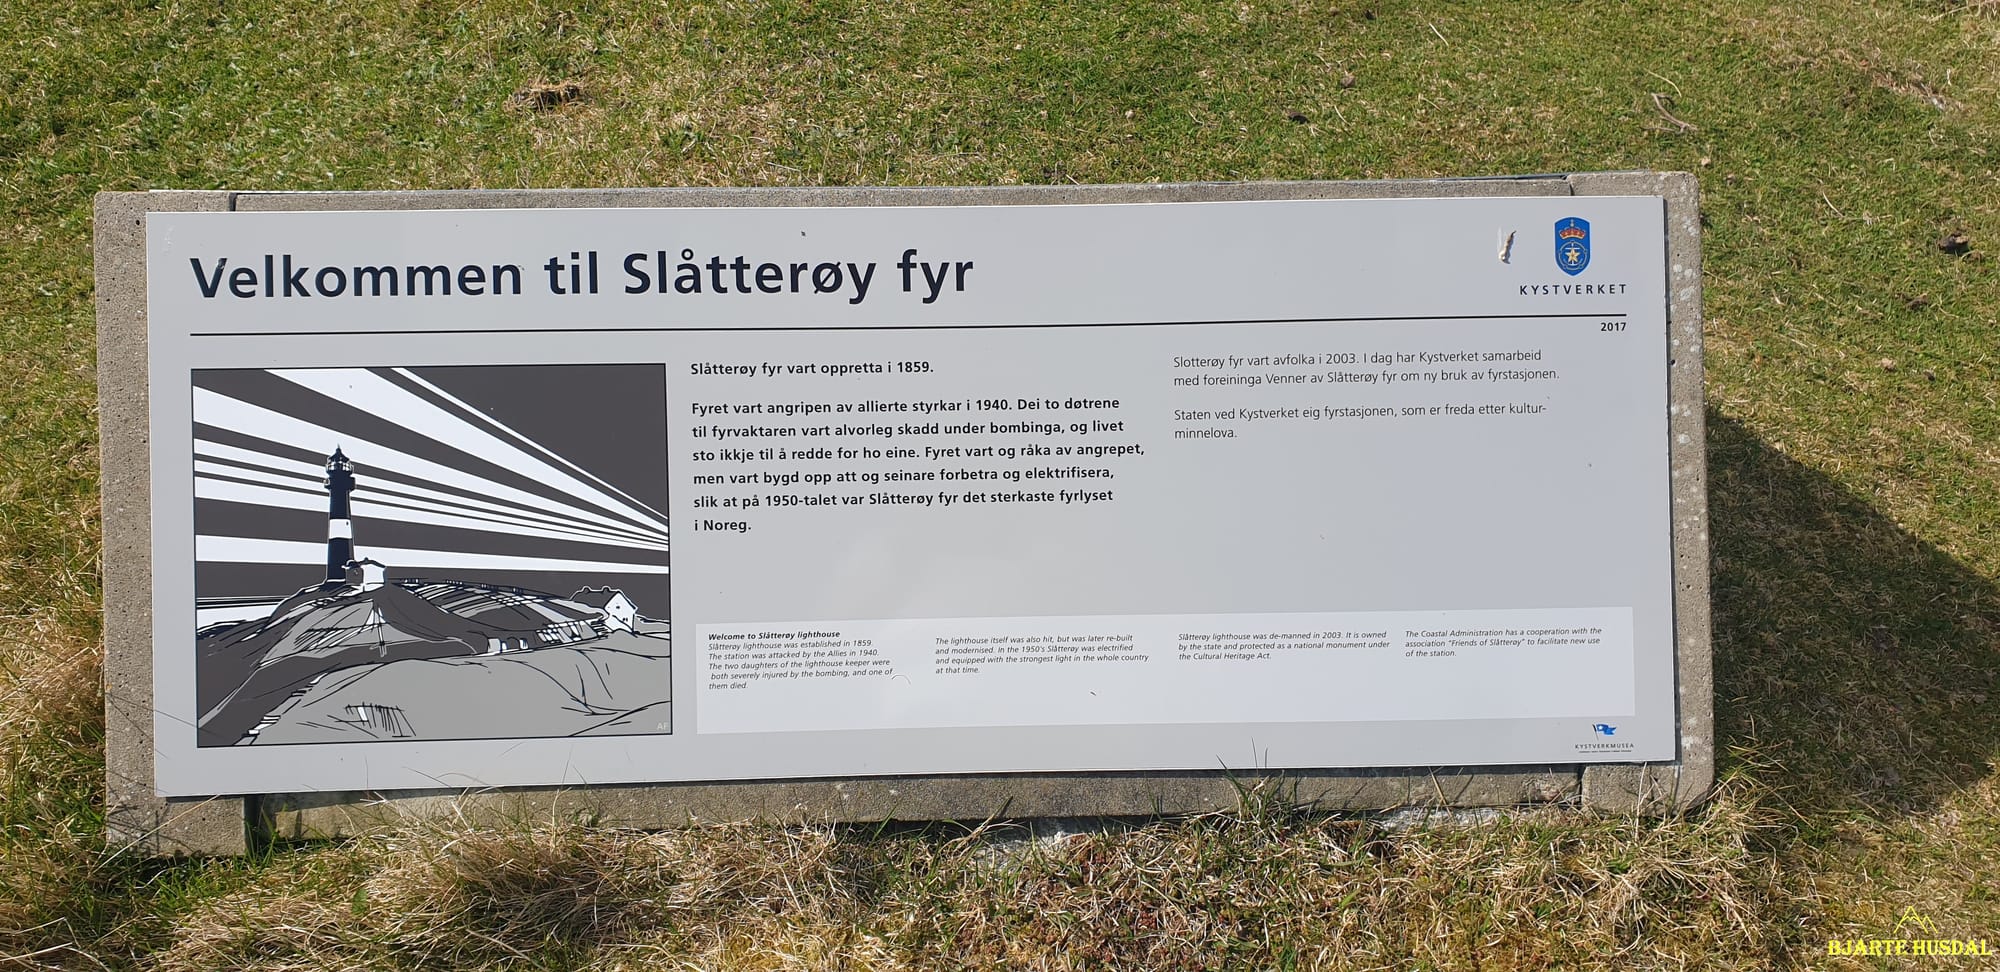 Velkommen til Slåtterøy fyr
KYSTVERKET
2017
Slåtterøy fyr vart oppretta i 1859.
Fyret vart angripen av allierte styrkar i 1940. Dei to døtrene
til fyrvaktaren vart alvorleg skadd under bombinga, og livet
sto ikkje til å redde for ho eine. Fyret vart og råka av angrepet,
men vart bygd opp att og seinare forbetra og elektrifisera,
slik at på 1950-talet var Slåtterøy fyr det sterkaste fyrlyset
i Noreg.
Slotterøy fyr vart avfolka i 2003. I dag har Kystverket samarbeid
med foreininga Venner av Slåtterøy fyr om ny bruk av fyrstasjonen.
Staten ved Kystverket eig fyrstasjonen, som er freda etter kultur-
minnelova.
AF
Welcome to Slåtterøy lighthouse
Slåtterøy lighthouse was established in 1859.
The station was attacked by the Allies in 1940.
The two daughters of the lighthouse keeper were
both severely injured by the bombing, and one of
them died.
The lighthouse itself was also hit, but was later re-built
and modernised. In the 1950's Slåtterøy was electrified
and equipped with the strongest light in the whole country
at that time.
Slåtterøy lighthouse was de-manned in 2003. It is owned
by the state and protected as a national monument under
the Cultural Heritage Act.
The Coastal Administration has a cooperation with the
association "Friends of Slåtterøy" to facilitate new use
of the station.
KYSTVERKMUSEA
BJARTE HUSDAL